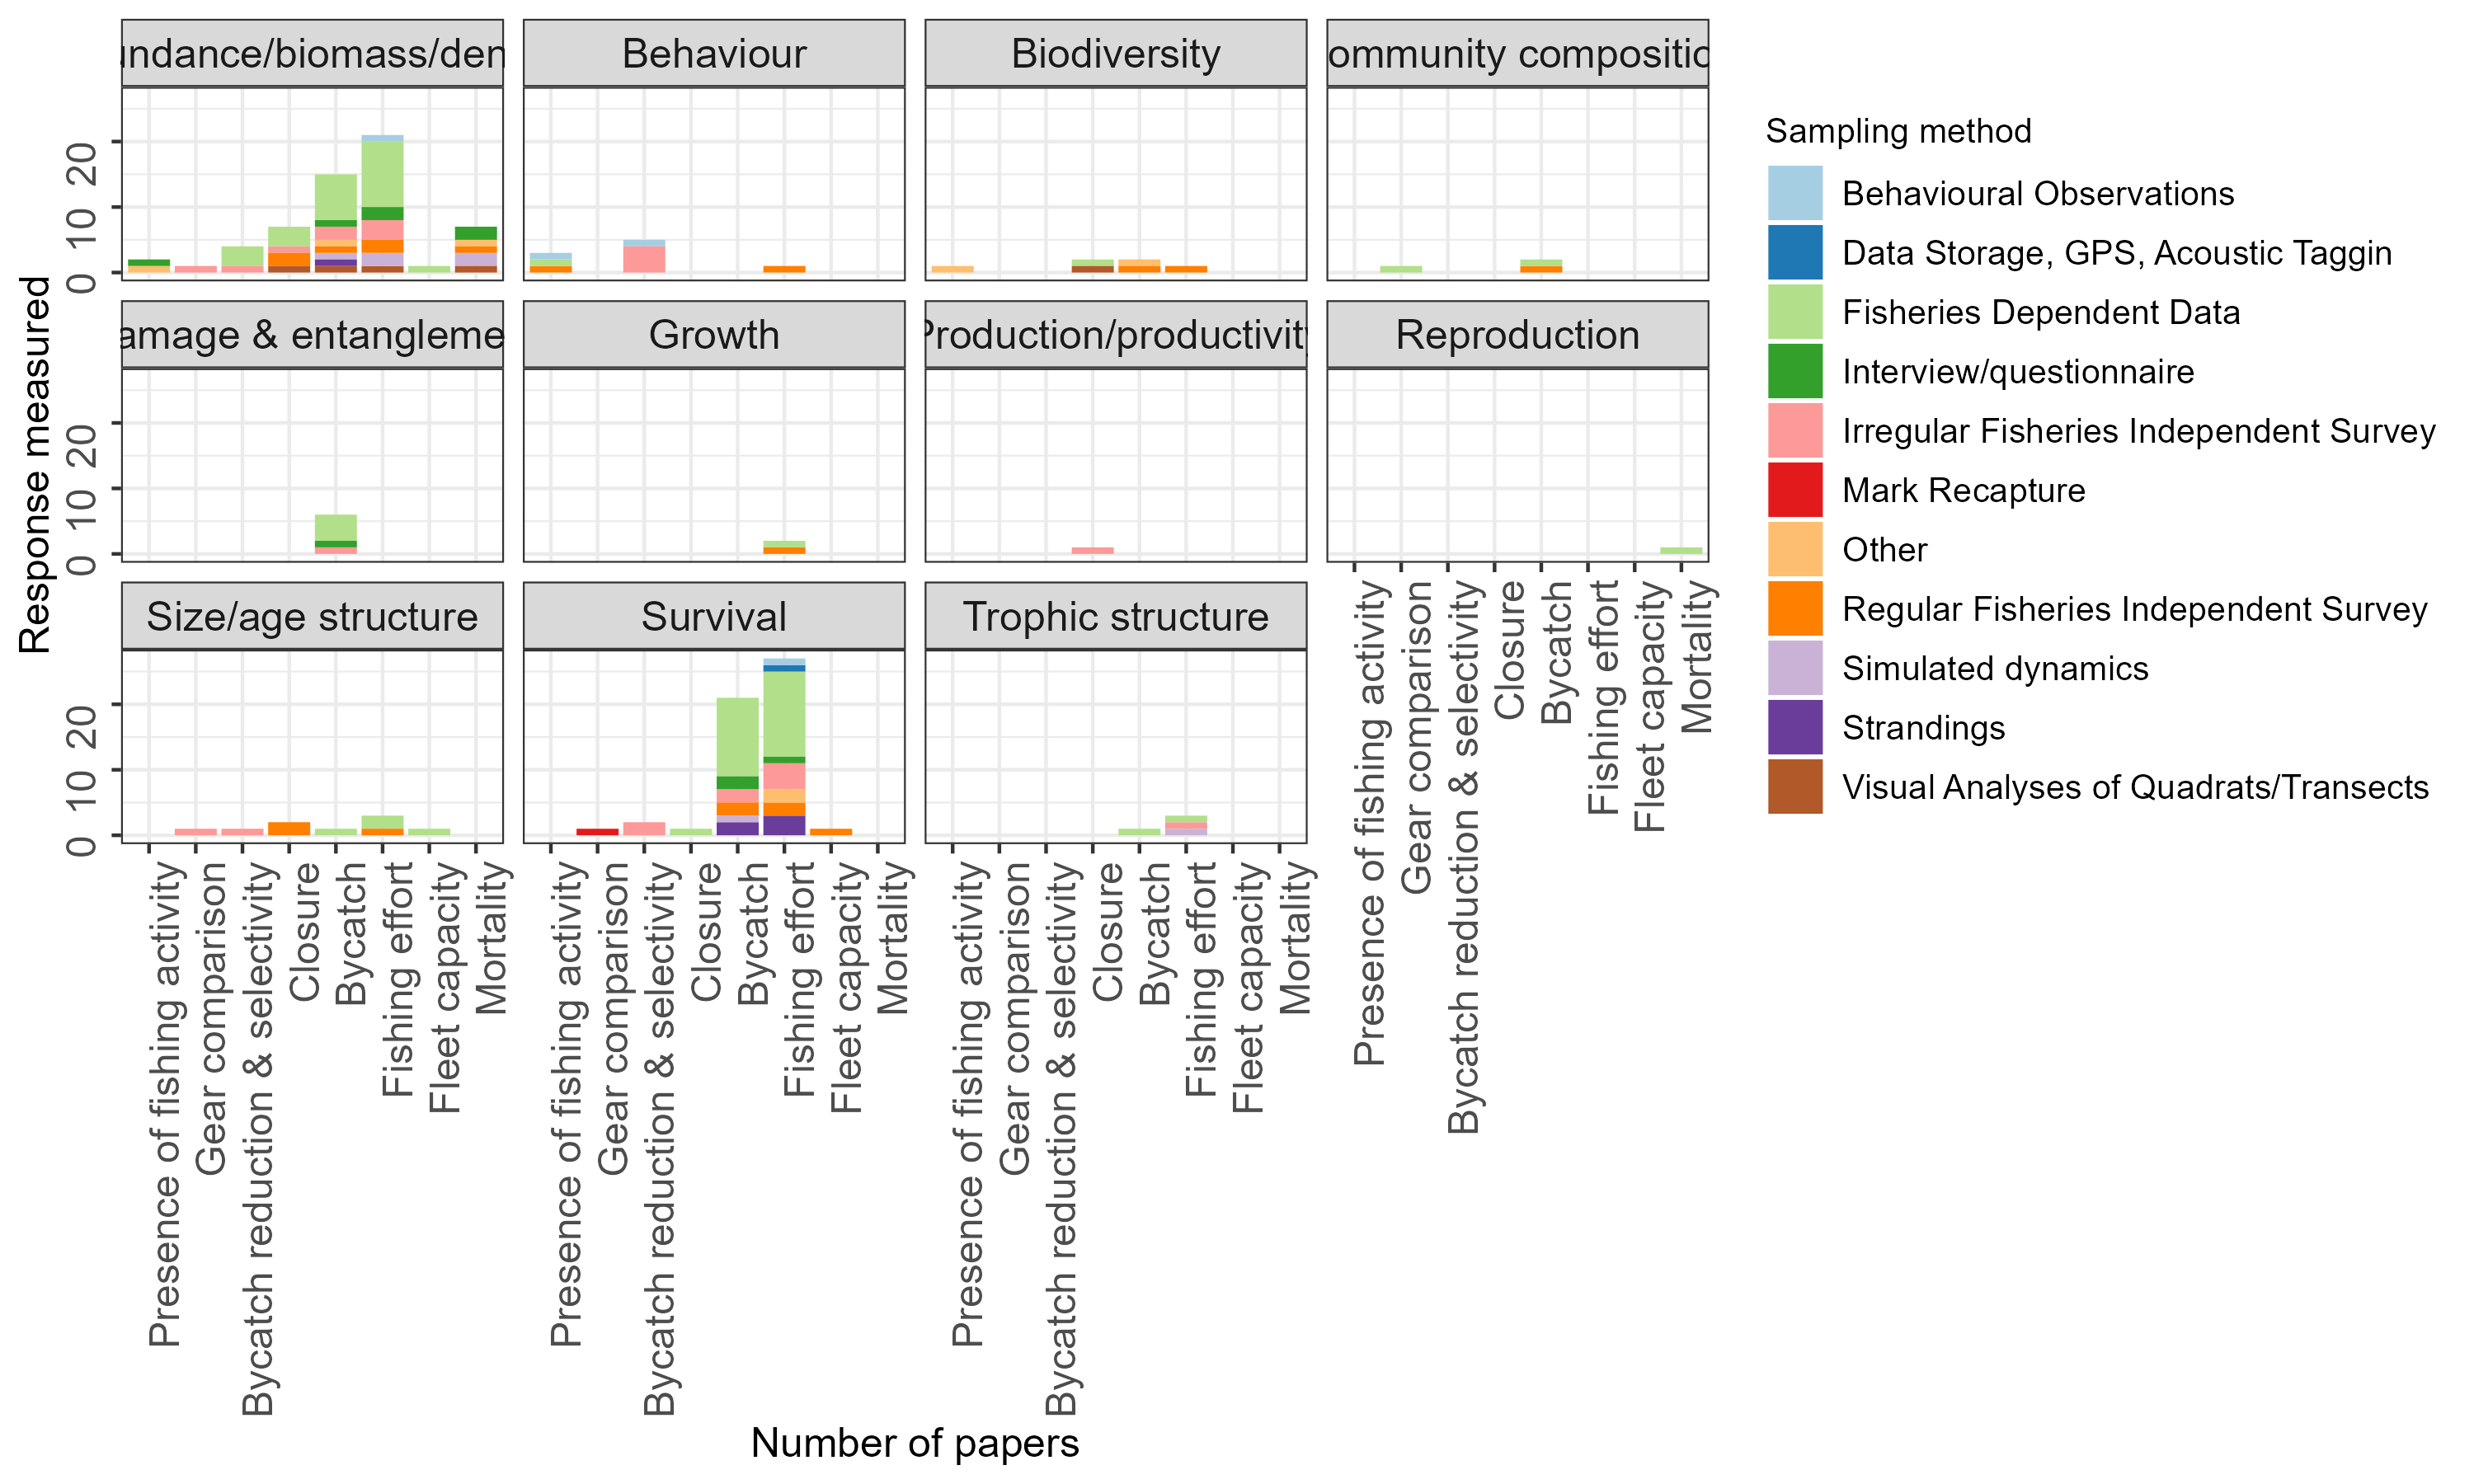 undance/biomass/den
Behaviour
Biodiversity
ommunity compositio
amage & entangleme
Growth
Production/productivity
Reproduction
Size/age structure
Survival
Trophic structure
Response measured
20
10
0
20
10
0
20
10
0
Presence of fishing activity
Gear comparison
Bycatch reduction & selectivity
Closure
Bycatch
Fishing effort
Fleet capacity
Mortality
Presence of fishing activity
Gear comparison
Bycatch reduction & selectivity
Closure
Bycatch
Fishing effort
Fleet capacity
Mortality
Presence of fishing activity
Gear comparison
Bycatch reduction & selectivity
Closure
Bycatch
Fishing effort
Fleet capacity
Mortality
Presence of fishing activity
Gear comparison
Bycatch reduction & selectivity
Closure
Bycatch
Fishing effort
Fleet capacity
Mortality
Number of papers
Sampling method
Behavioural Observations
Data Storage, GPS, Acoustic Taggin
Fisheries Dependent Data
Interview/questionnaire
Irregular Fisheries Independent Survey
Mark Recapture
Other
Regular Fisheries Independent Survey
Simulated dynamics
Strandings
Visual Analyses of Quadrats/Transects